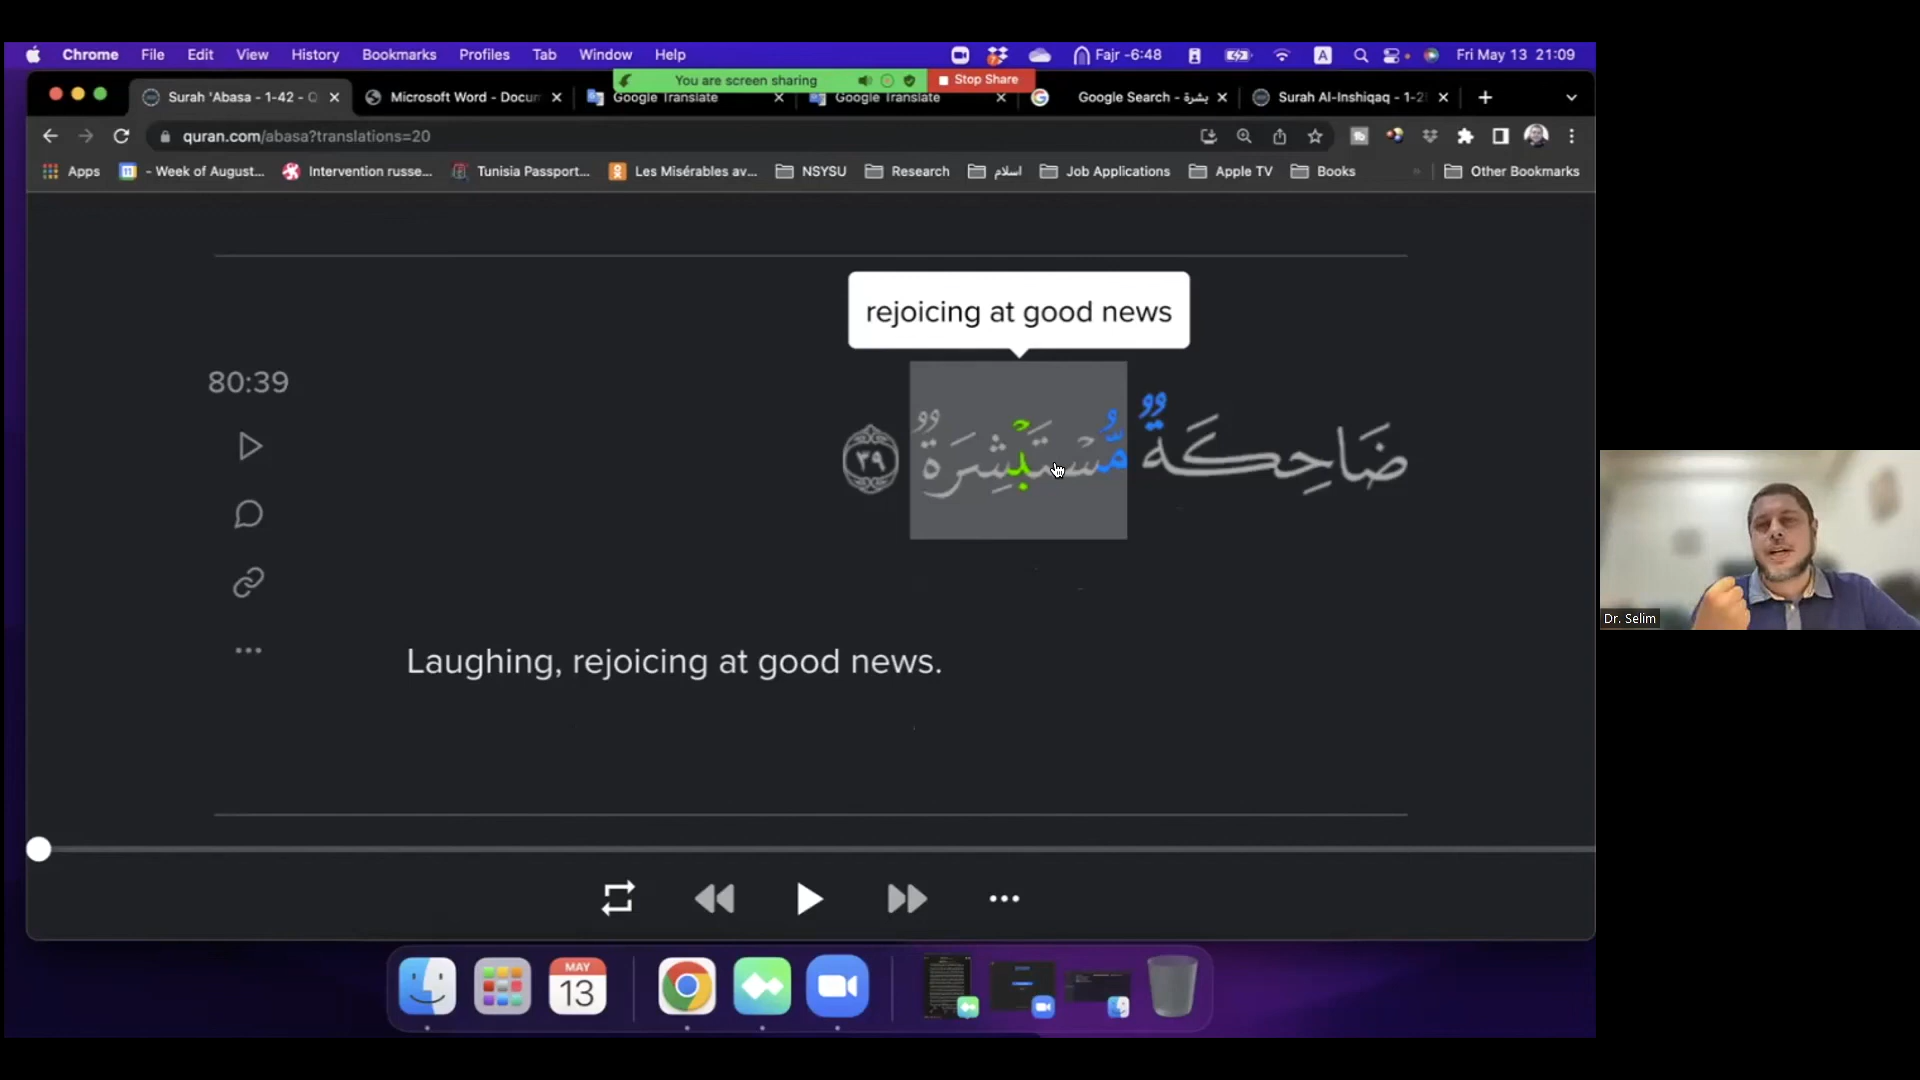 Chrome File Edit View History Bookmarks Profiles Tab Window Help Fajr -6:48 A Fri May 13 21:09
You are screen sharing Stop Share
Surah 'Abasa - 1-42 - Q Microsoft Word - Docum Google Translate Google Translate Google Search - بشرة Surah Al-Inshiqaq - 1-2
quran.com/abasa?translations=20
Apps - Week of August... Intervention russe... Tunisia Passport... Les Misérables av... NSYSU Research اسلام Job Applications Apple TV Books » Other Bookmarks
rejoicing at good news
80:39
ضَاحِكَةٌ مُّسْتَبْشِرَةٌ ٣٩
Laughing, rejoicing at good news.
Dr. Selim
MAY
13